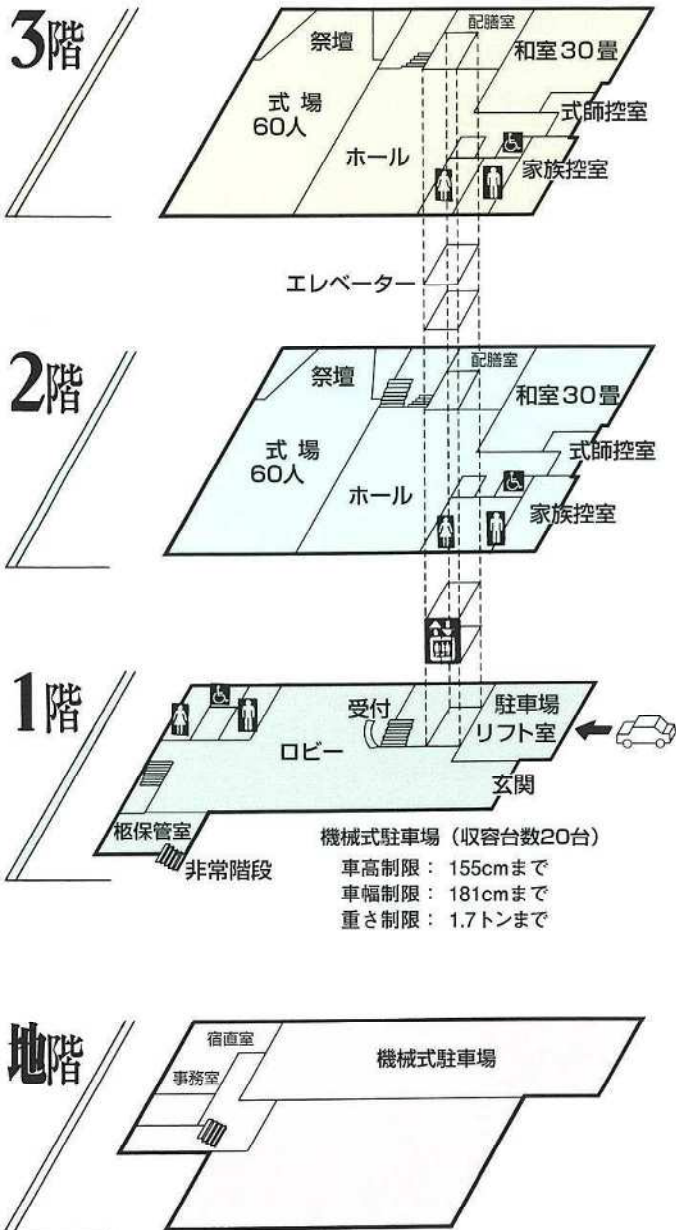 3階
祭壇
配膳室
和室30畳
式場
60人
ホール
式師控室
家族控室
エレベーター
2階
祭壇
配膳室
和室30畳
式場
60人
ホール
式師控室
家族控室
1階
受付
駐車場
リフト室
ロビー
玄関
柩保管室
非常階段
機械式駐車場（収容台数20台）
車高制限： 155cmまで
車幅制限： 181cmまで
重さ制限： 1.7トンまで
地階
宿直室
事務室
機械式駐車場